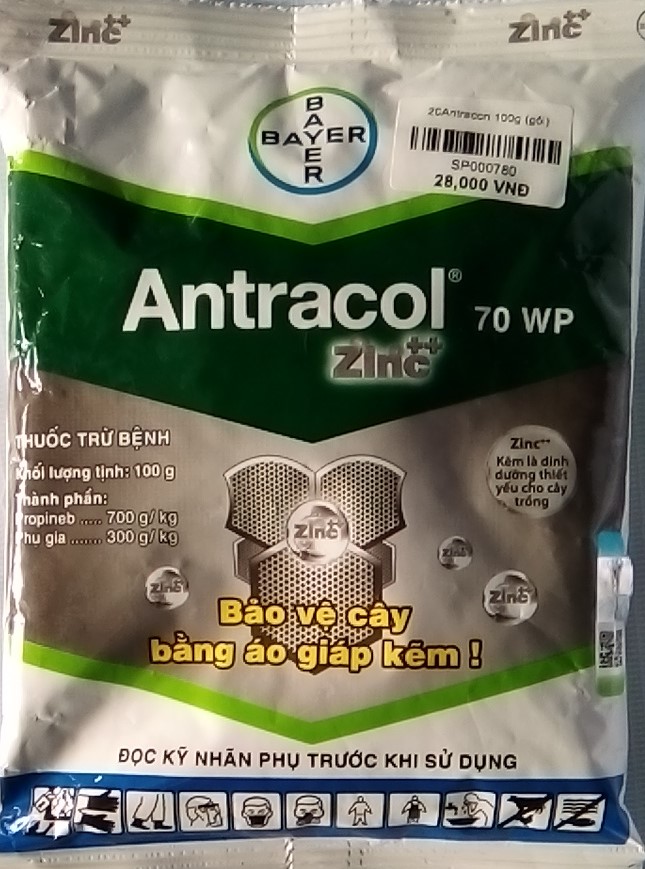 Zinc++
Zinc++
BAYER
BAYER
20Antracon 100g (gói)
SP000780
28,000 VNĐ
Antracol® 70 WP
Zinc++
THUỐC TRỪ BỆNH
Khối lượng tịnh: 100 g
Thành phần:
Propineb ..... 700 g/ kg
Phụ gia ....... 300 g/ kg
Zinc++
Kẽm là dinh
dưỡng thiết
yếu cho cây
trồng
Zinc++
Zinc++
Zinc++
Zinc++
Bảo vệ cây
bằng áo giáp kẽm !
ĐỌC KỸ NHÃN PHỤ TRƯỚC KHI SỬ DỤNG